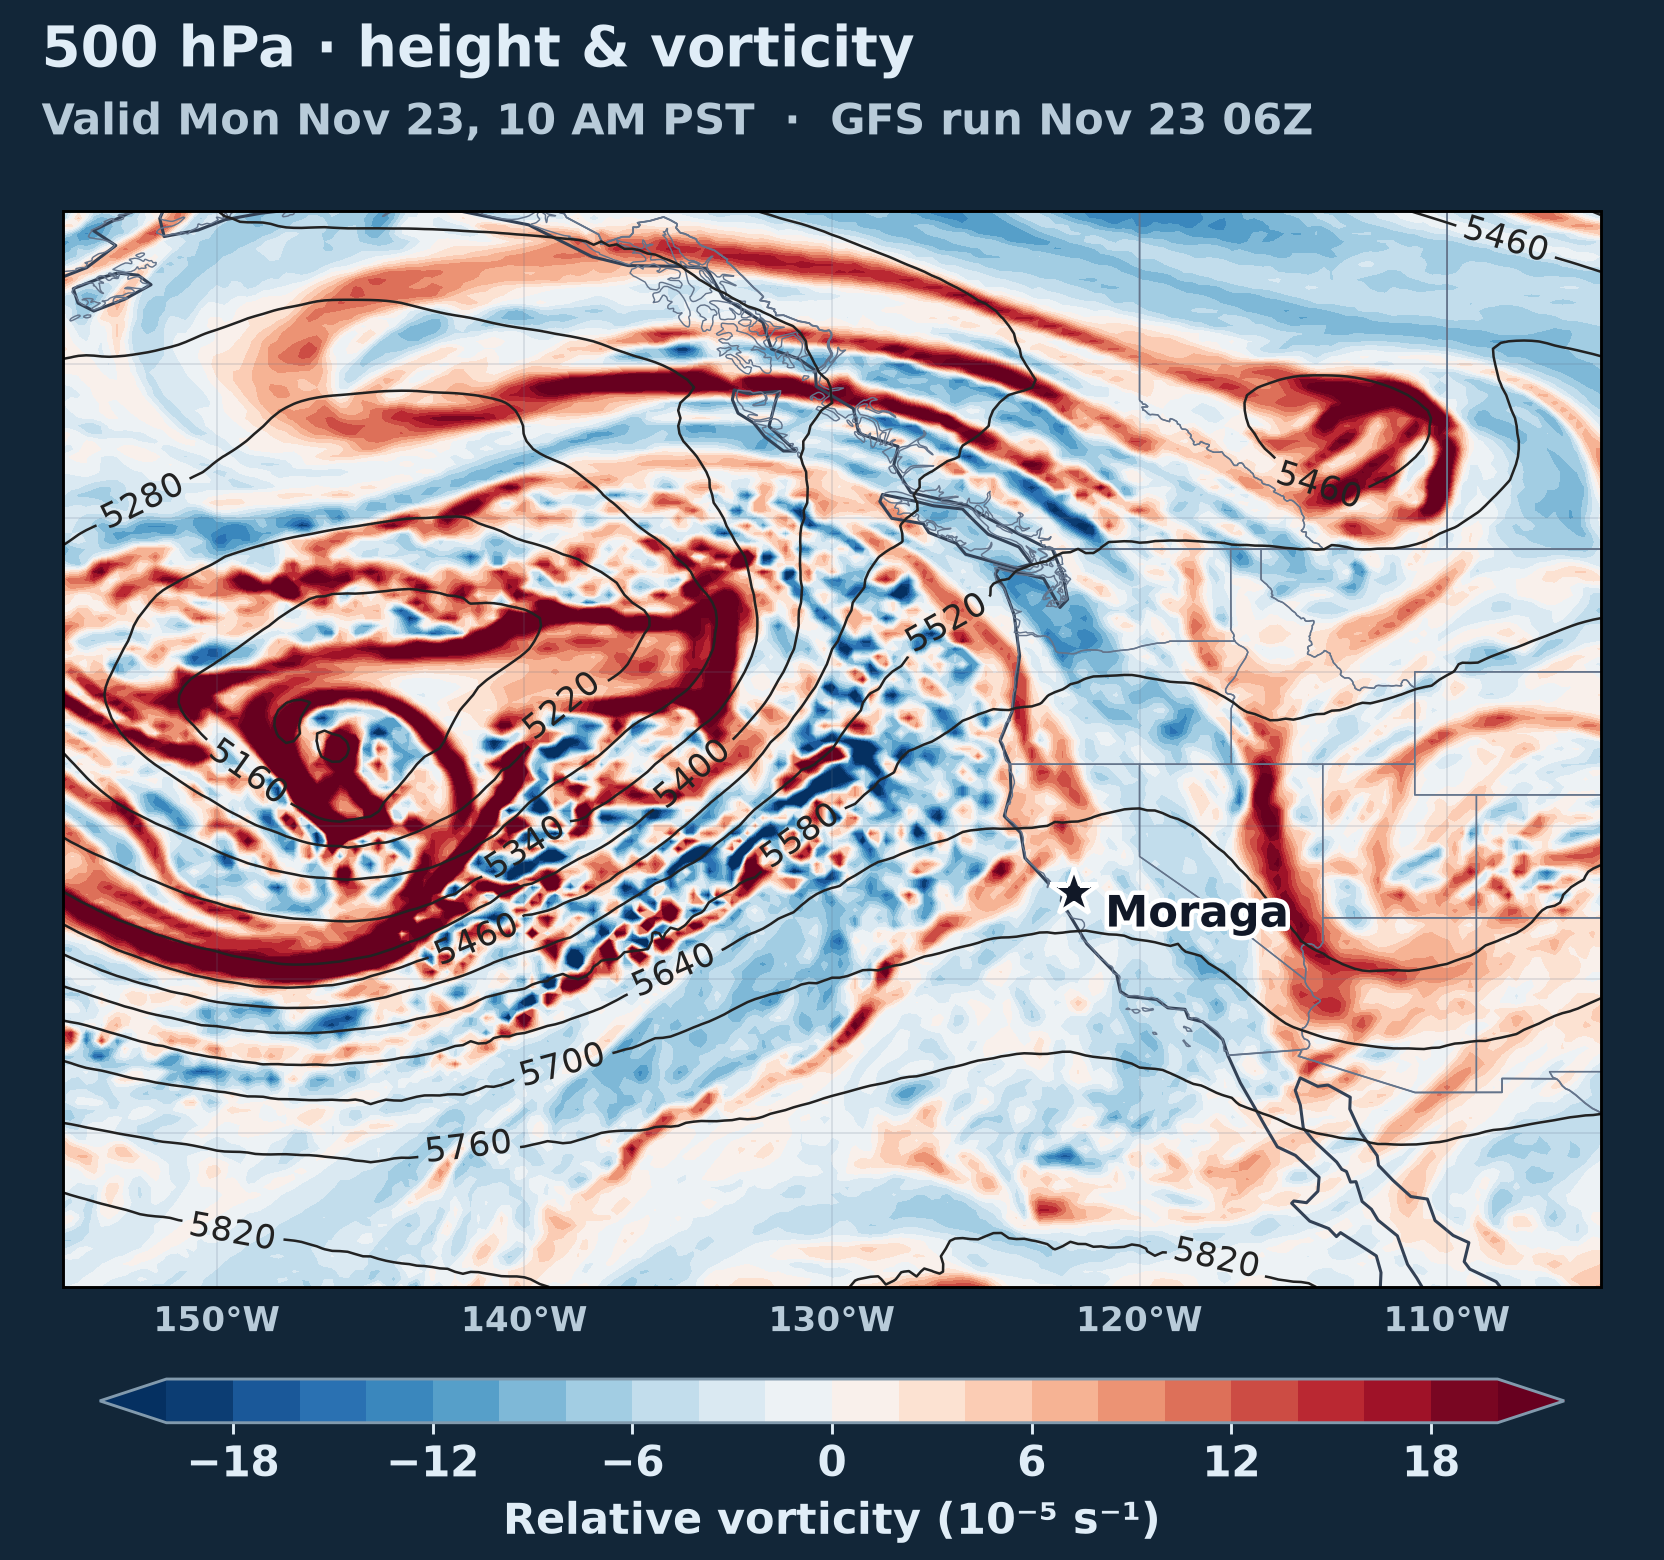 500 hPa · height & vorticity
Valid Mon Nov 23, 10 AM PST · GFS run Nov 23 06Z
5460
5460
5280
5520
5220
5160
5400
5340
5580
5460
5640
5700
5760
5820
5820
Moraga
150°W 140°W 130°W 120°W 110°W
−18 −12 −6 0 6 12 18
Relative vorticity (10⁻⁵ s⁻¹)